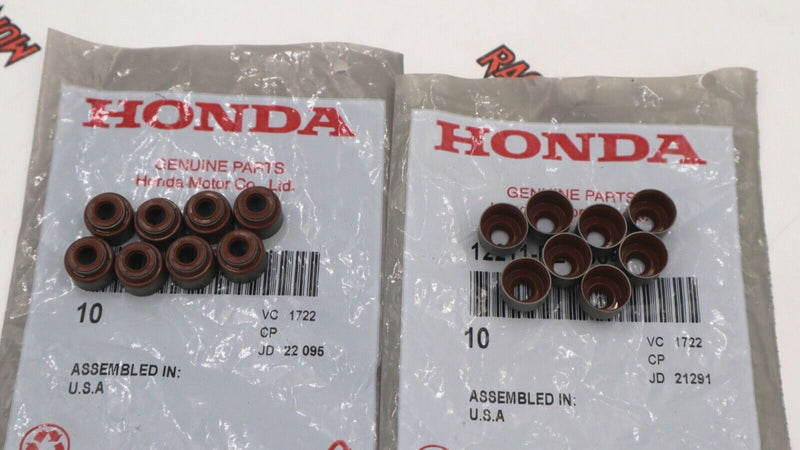 HONDA
GENUINE PARTS
Honda Motor Co., Ltd.
10
VC 1722
CP
JD 22 095
ASSEMBLED IN:
U.S.A
HONDA
GENUINE PARTS
10
VC 1722
CP
JD 21291
ASSEMBLED IN:
U.S.A